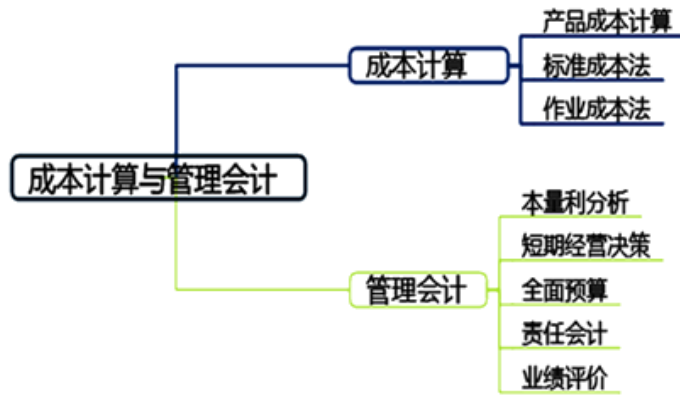 成本计算与管理会计
成本计算
产品成本计算
标准成本法
作业成本法
管理会计
本量利分析
短期经营决策
全面预算
责任会计
业绩评价